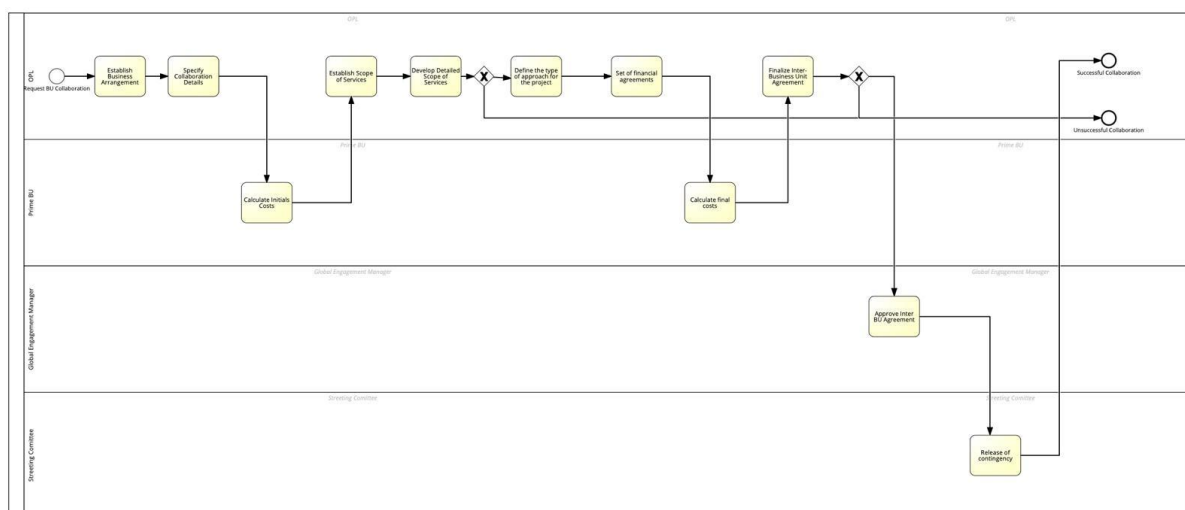 OPL
OPL
OPL
Request BU Collaboration
Establish
Business
Arrangement
Specify
Collaboration
Details
Establish Scope
of Services
Develop Detailed
Scope of
Services
X
Define the type
of approach for
the project
Set of financial
agreements
Finalize Inter-
Business Unit
Agreement
X
Successful Collaboration
Unsuccessful Collaboration
Prime BU
Prime BU
Prime BU
Calculate Initials
Costs
Calculate final
costs
Global Engagement Manager
Global Engagement Manager
Global Engagement Manager
Approve Inter
BU Agreement
Streeting Comittee
Streeting Comittee
Streeting Comittee
Release of
contingency